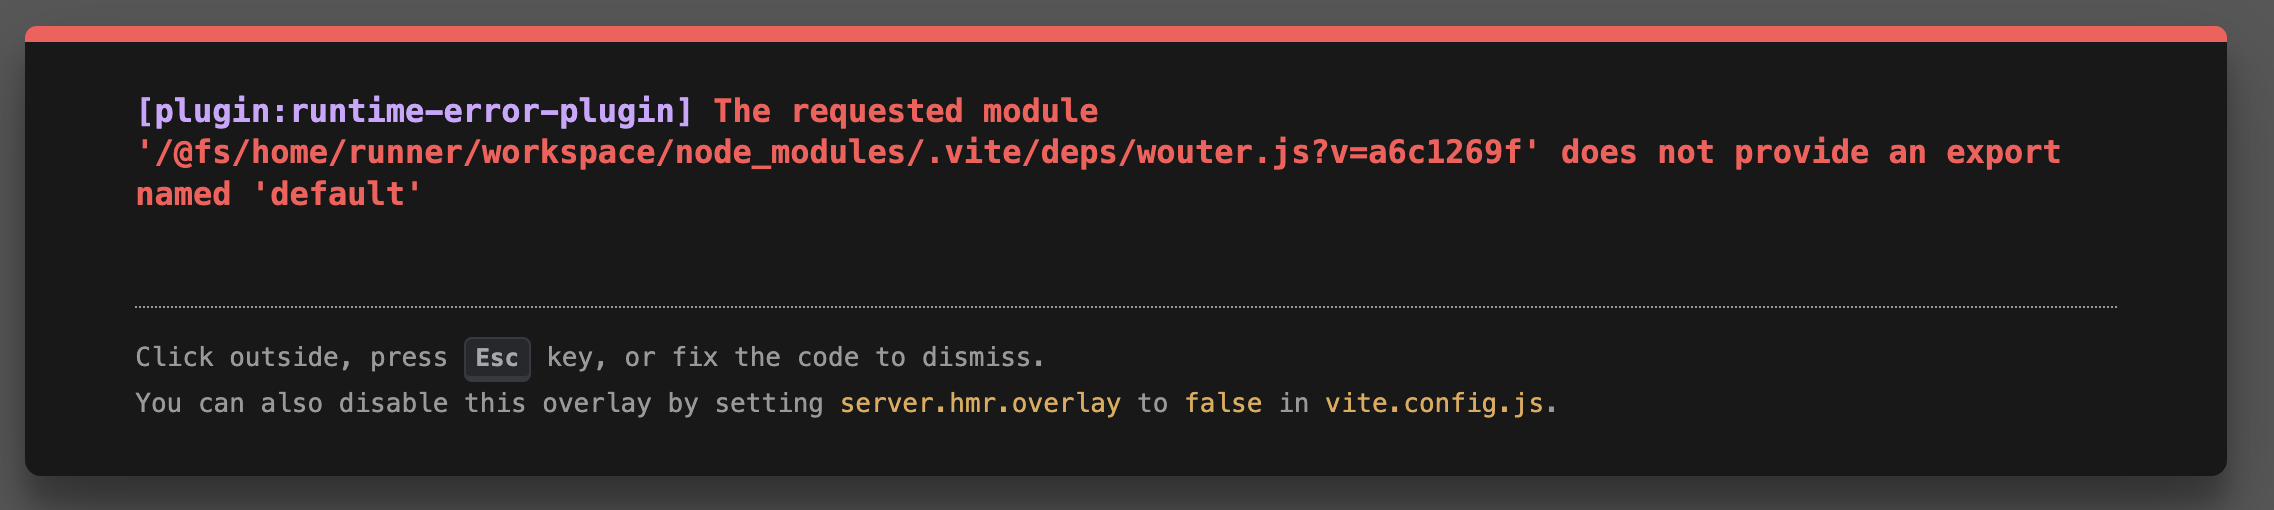 [plugin:runtime-error-plugin] The requested module
'/@fs/home/runner/workspace/node_modules/.vite/deps/wouter.js?v=a6c1269f' does not provide an export
named 'default'
Click outside, press Esc key, or fix the code to dismiss.
You can also disable this overlay by setting server.hmr.overlay to false in vite.config.js.